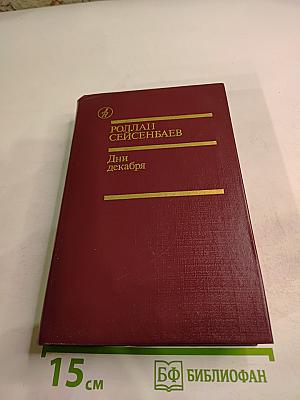 РОЛЛАН
СЕЙСЕНБАЕВ
Дни
декабря
15 см
БФ БИБЛИОФАН